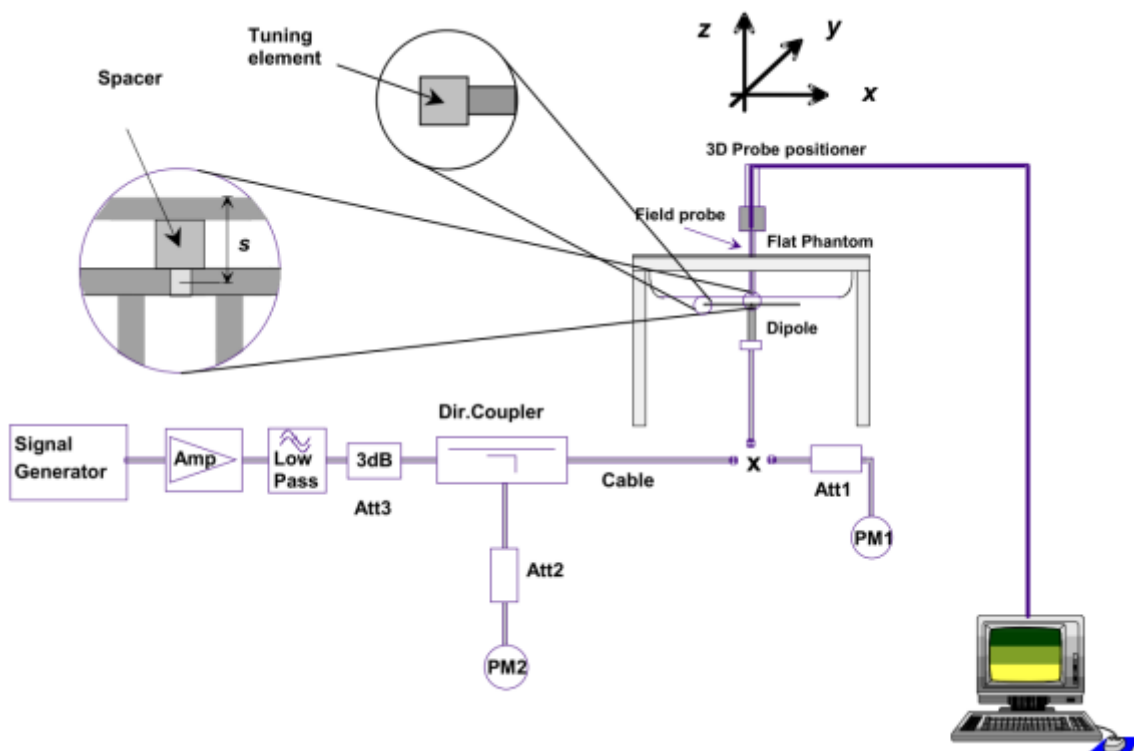 Tuning
element
z
y
x
Spacer
3D Probe positioner
Field probe
Flat Phantom
s
Dipole
Dir.Coupler
Signal
Generator
Amp
Low
Pass
3dB
Att3
Cable
x
Att1
PM1
Att2
PM2